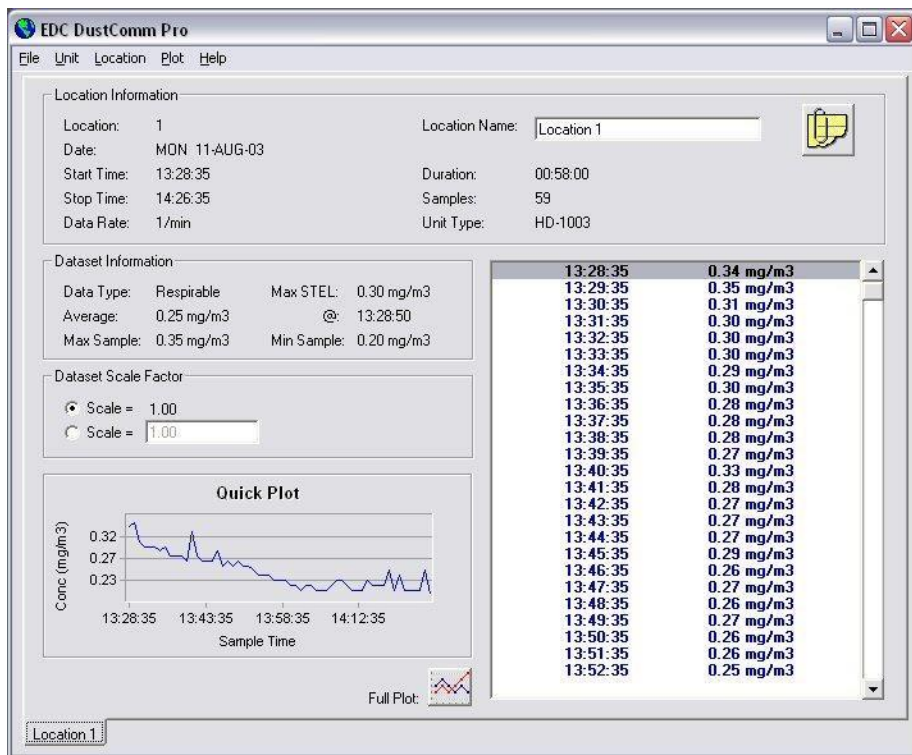 EDC DustComm Pro
File Unit Location Plot Help
Location Information
Location: 1
Location Name: Location 1
Date: MON 11-AUG-03
Start Time: 13:28:35
Duration: 00:58:00
Stop Time: 14:26:35
Samples: 59
Data Rate: 1/min
Unit Type: HD-1003
Dataset Information
Data Type: Respirable Max STEL: 0.30 mg/m3
Average: 0.25 mg/m3 @: 13:28:50
Max Sample: 0.35 mg/m3 Min Sample: 0.20 mg/m3
Dataset Scale Factor
Scale = 1.00
Scale = 1.00
Quick Plot
Conc (mg/m3)
0.32
0.27
0.23
13:28:35 13:43:35 13:58:35 14:12:35
Sample Time
Full Plot:
13:28:35 0.34 mg/m3
13:29:35 0.35 mg/m3
13:30:35 0.31 mg/m3
13:31:35 0.30 mg/m3
13:32:35 0.30 mg/m3
13:33:35 0.30 mg/m3
13:34:35 0.29 mg/m3
13:35:35 0.30 mg/m3
13:36:35 0.28 mg/m3
13:37:35 0.28 mg/m3
13:38:35 0.28 mg/m3
13:39:35 0.27 mg/m3
13:40:35 0.33 mg/m3
13:41:35 0.28 mg/m3
13:42:35 0.27 mg/m3
13:43:35 0.27 mg/m3
13:44:35 0.27 mg/m3
13:45:35 0.29 mg/m3
13:46:35 0.26 mg/m3
13:47:35 0.27 mg/m3
13:48:35 0.26 mg/m3
13:49:35 0.27 mg/m3
13:50:35 0.26 mg/m3
13:51:35 0.26 mg/m3
13:52:35 0.25 mg/m3
Location 1